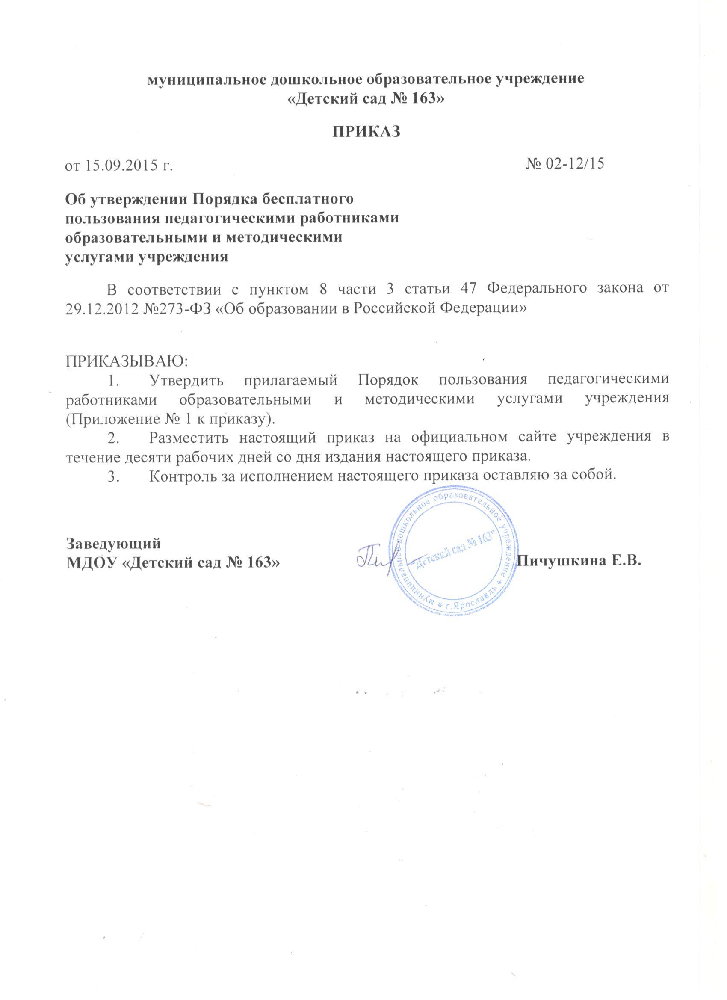 муниципальное дошкольное образовательное учреждение
«Детский сад № 163»
ПРИКАЗ
от 15.09.2015 г. № 02-12/15
Об утверждении Порядка бесплатного
пользования педагогическими работниками
образовательными и методическими
услугами учреждения
В соответствии с пунктом 8 части 3 статьи 47 Федерального закона от
29.12.2012 №273-ФЗ «Об образовании в Российской Федерации»
ПРИКАЗЫВАЮ:
1. Утвердить прилагаемый Порядок пользования педагогическими
работниками образовательными и методическими услугами учреждения
(Приложение № 1 к приказу).
2. Разместить настоящий приказ на официальном сайте учреждения в
течение десяти рабочих дней со дня издания настоящего приказа.
3. Контроль за исполнением настоящего приказа оставляю за собой.
Заведующий
МДОУ «Детский сад № 163» Пичушкина Е.В.
* муниципальное дошкольное образовательное учреждение * г.Ярославль
"Детский сад № 163"